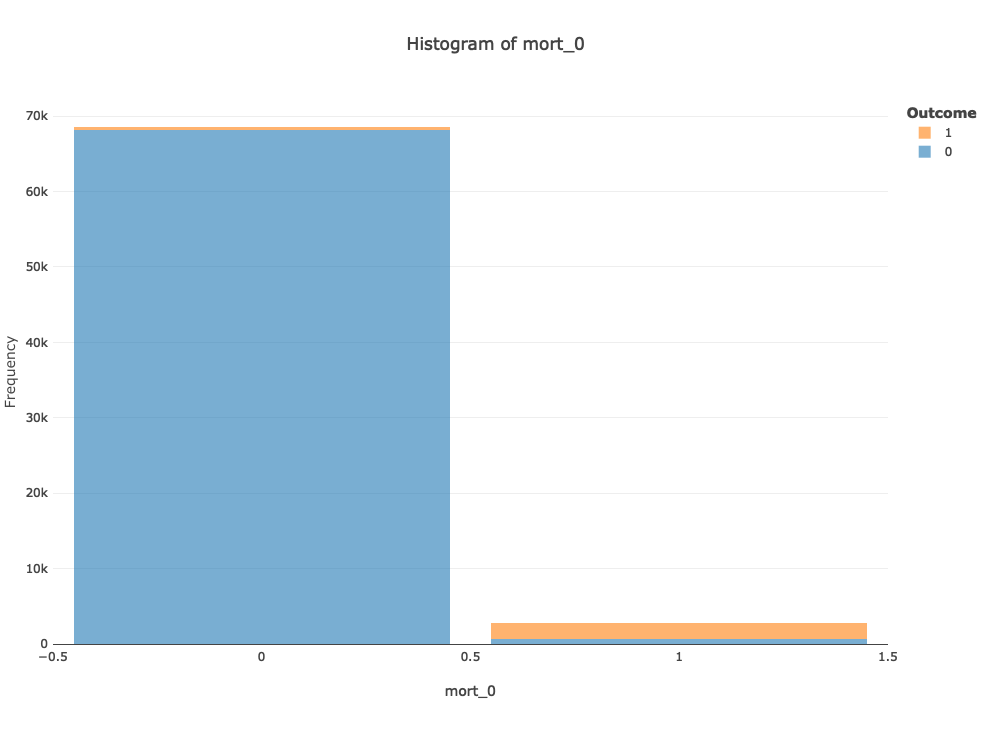 Histogram of mort_0
Outcome
1
0
70k
60k
50k
40k
30k
20k
10k
0
Frequency
−0.5
0
0.5
1
1.5
mort_0